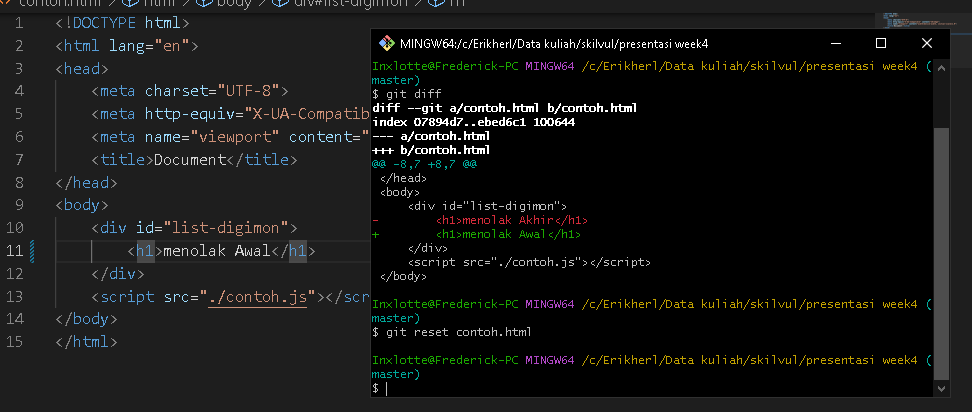 contoh.html / html / body / div#list-digimon / h1
1 <!DOCTYPE html>
2 <html lang="en">
3 <head>
4 <meta charset="UTF-8">
5 <meta http-equiv="X-UA-Compatib
6 <meta name="viewport" content="
7 <title>Document</title>
8 </head>
9 <body>
10 <div id="list-digimon">
11 <h1>menolak Awal</h1>
12 </div>
13 <script src="./contoh.js"></scr
14 </body>
15 </html>
MINGW64:/c/Erikherl/Data kuliah/skilvul/presentasi week4
Inxlotte@Frederick-PC MINGW64 /c/Erikherl/Data kuliah/skilvul/presentasi week4 (
master)
$ git diff
diff --git a/contoh.html b/contoh.html
index 07894d7..ebed6c1 100644
--- a/contoh.html
+++ b/contoh.html
@@ -8,7 +8,7 @@
</head>
<body>
<div id="list-digimon">
- <h1>menolak Akhir</h1>
+ <h1>menolak Awal</h1>
</div>
<script src="./contoh.js"></script>
</body>
Inxlotte@Frederick-PC MINGW64 /c/Erikherl/Data kuliah/skilvul/presentasi week4 (
master)
$ git reset contoh.html
Inxlotte@Frederick-PC MINGW64 /c/Erikherl/Data kuliah/skilvul/presentasi week4 (
master)
$